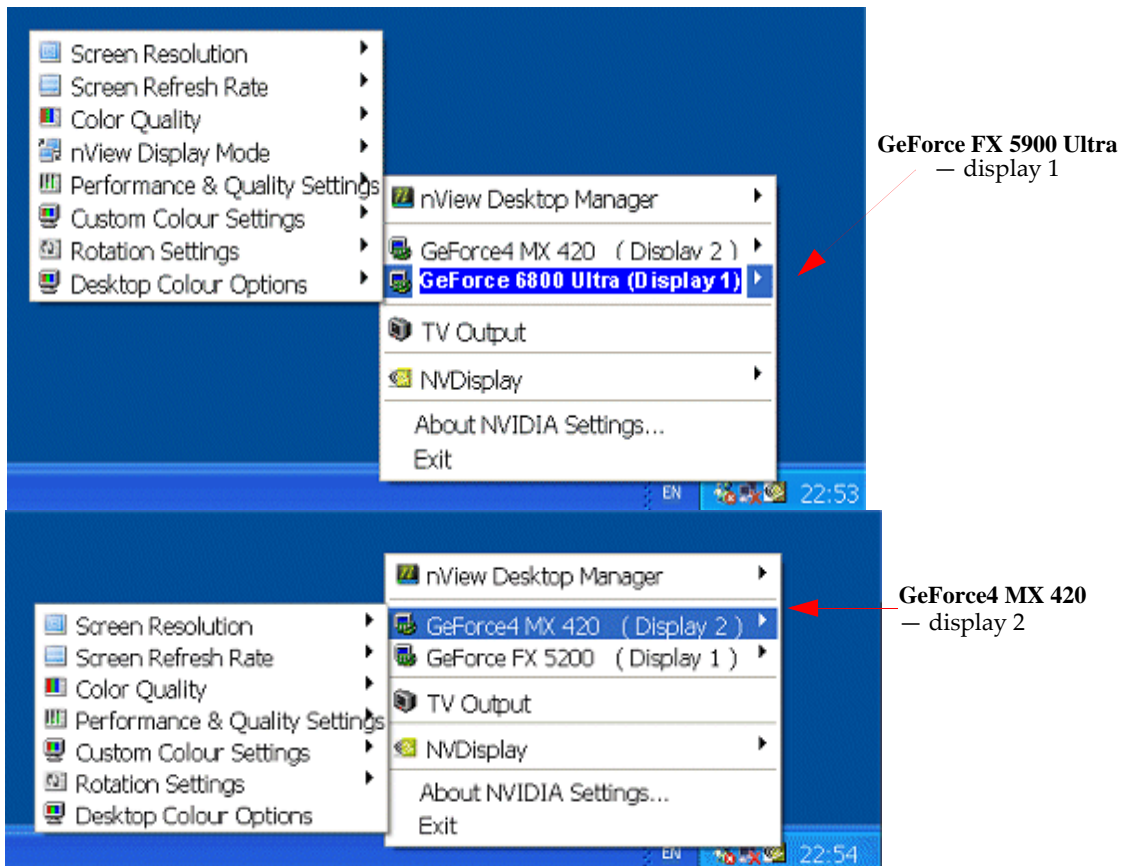 Screen Resolution
Screen Refresh Rate
Color Quality
nView Display Mode
Performance & Quality Settings
Custom Colour Settings
Rotation Settings
Desktop Colour Options
nView Desktop Manager
GeForce4 MX 420 ( Display 2 )
GeForce 6800 Ultra (Display 1)
TV Output
NVDisplay
About NVIDIA Settings...
Exit
EN 22:53
GeForce FX 5900 Ultra
— display 1
nView Desktop Manager
GeForce4 MX 420 ( Display 2 )
GeForce FX 5200 ( Display 1 )
TV Output
NVDisplay
About NVIDIA Settings...
Exit
Screen Resolution
Screen Refresh Rate
Color Quality
Performance & Quality Settings
Custom Colour Settings
Rotation Settings
Desktop Colour Options
EN 22:54
GeForce4 MX 420
— display 2